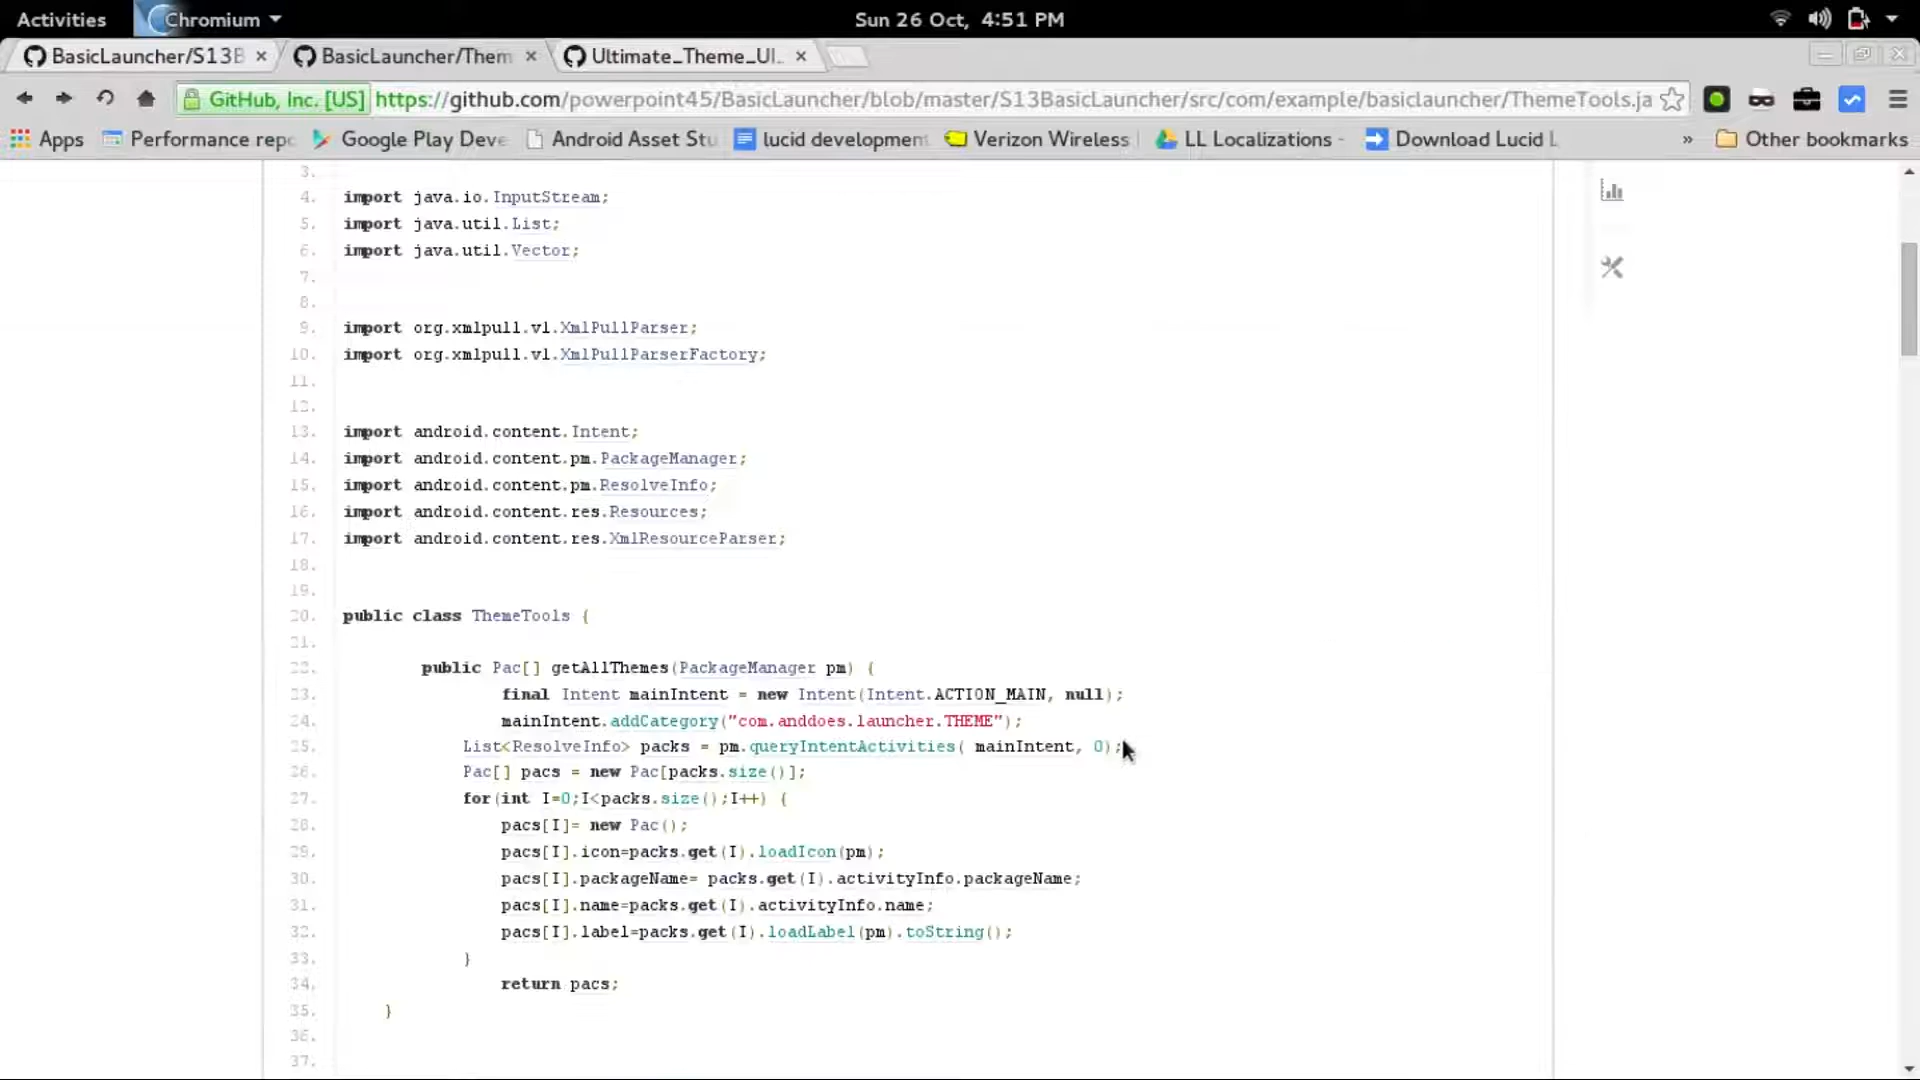 Activities Chromium Sun 26 Oct, 4:51 PM
BasicLauncher/S13B × BasicLauncher/Them × Ultimate_Theme_UI. ×
GitHub, Inc. [US] https://github.com/powerpoint45/BasicLauncher/blob/master/S13BasicLauncher/src/com/example/basiclauncher/ThemeTools.ja
Apps Performance repo Google Play Deve Android Asset Stu lucid development Verizon Wireless LL Localizations - Download Lucid L » Other bookmarks
3.
4. import java.io.InputStream;
5. import java.util.List;
6. import java.util.Vector;
7.
8.
9. import org.xmlpull.v1.XmlPullParser;
10. import org.xmlpull.v1.XmlPullParserFactory;
11.
12.
13. import android.content.Intent;
14. import android.content.pm.PackageManager;
15. import android.content.pm.ResolveInfo;
16. import android.content.res.Resources;
17. import android.content.res.XmlResourceParser;
18.
19.
20. public class ThemeTools {
21.
22. public Pac[] getAllThemes(PackageManager pm) {
23. final Intent mainIntent = new Intent(Intent.ACTION_MAIN, null);
24. mainIntent.addCategory("com.anddoes.launcher.THEME");
25. List<ResolveInfo> packs = pm.queryIntentActivities( mainIntent, 0);
26. Pac[] pacs = new Pac[packs.size()];
27. for(int I=0;I<packs.size();I++) {
28. pacs[I]= new Pac();
29. pacs[I].icon=packs.get(I).loadIcon(pm);
30. pacs[I].packageName= packs.get(I).activityInfo.packageName;
31. pacs[I].name=packs.get(I).activityInfo.name;
32. pacs[I].label=packs.get(I).loadLabel(pm).toString();
33. }
34. return pacs;
35. }
36.
37.